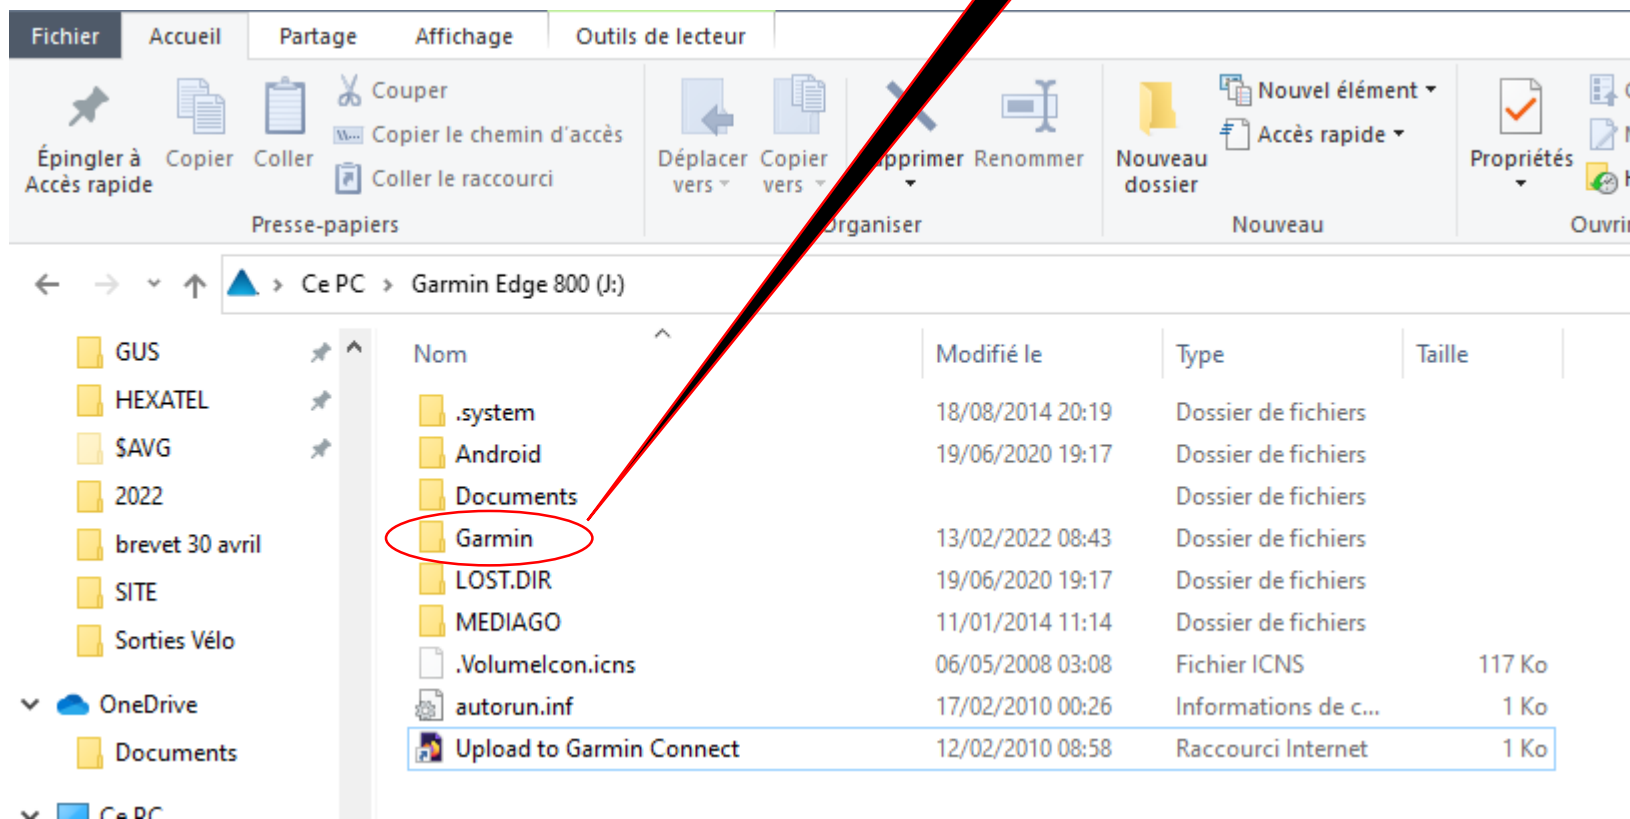 Fichier Accueil Partage Affichage Outils de lecteur
Épingler à Accès rapide
Copier
Coller
Couper
Copier le chemin d'accès
Coller le raccourci
Presse-papiers
Déplacer vers
Copier vers
pprimer
Renommer
rganiser
Nouveau dossier
Nouvel élément
Accès rapide
Nouveau
Propriétés
Ouvri
Ce PC > Garmin Edge 800 (J:)
GUS
HEXATEL
$AVG
2022
brevet 30 avril
SITE
Sorties Vélo
OneDrive
Documents
Ce PC
Nom Modifié le Type Taille
.system 18/08/2014 20:19 Dossier de fichiers
Android 19/06/2020 19:17 Dossier de fichiers
Documents Dossier de fichiers
Garmin 13/02/2022 08:43 Dossier de fichiers
LOST.DIR 19/06/2020 19:17 Dossier de fichiers
MEDIAGO 11/01/2014 11:14 Dossier de fichiers
.VolumeIcon.icns 06/05/2008 03:08 Fichier ICNS 117 Ko
autorun.inf 17/02/2010 00:26 Informations de c... 1 Ko
Upload to Garmin Connect 12/02/2010 08:58 Raccourci Internet 1 Ko